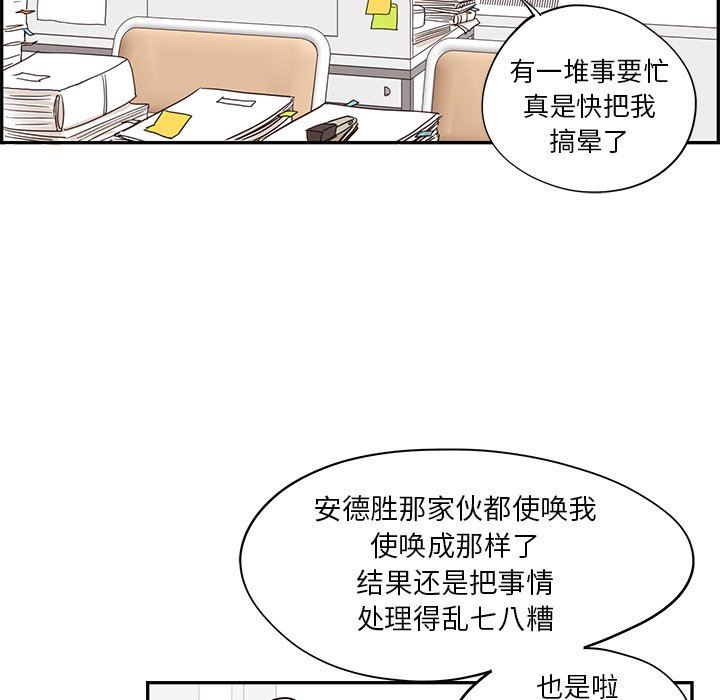 有一堆事要忙
真是快把我
搞晕了
安德胜那家伙都使唤我
使唤成那样了
结果还是把事情
处理得乱七八糟
也是啦